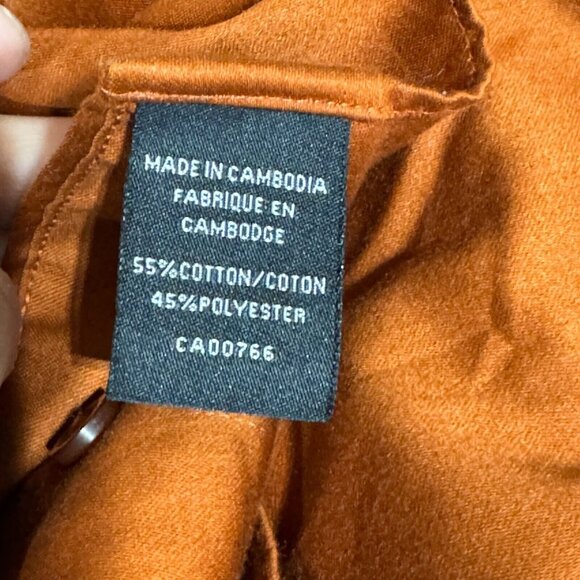 MADE IN CAMBODIA
FABRIQUE EN
CAMBODGE
55%COTTON/COTON
45%POLYESTER
CA00766